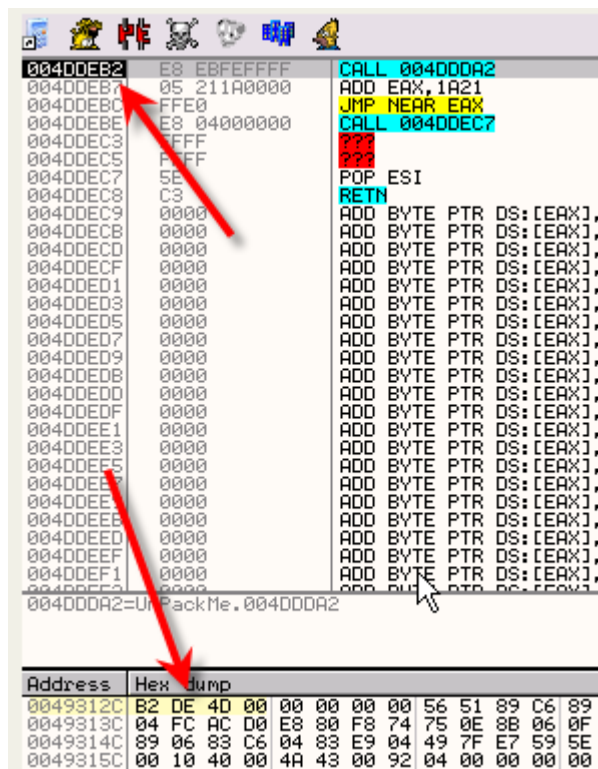 004DDEB2 E8 EBFEFFFF CALL 004DDDA2
004DDEB7 05 211A0000 ADD EAX,1A21
004DDEBC FFE0 JMP NEAR EAX
004DDEBE E8 04000000 CALL 004DDEC7
004DDEC3 FFFF ???
004DDEC5 FFFF ???
004DDEC7 5E POP ESI
004DDEC8 C3 RETN
004DDEC9 0000 ADD BYTE PTR DS:[EAX],
004DDECB 0000 ADD BYTE PTR DS:[EAX],
004DDECD 0000 ADD BYTE PTR DS:[EAX],
004DDECF 0000 ADD BYTE PTR DS:[EAX],
004DDED1 0000 ADD BYTE PTR DS:[EAX],
004DDED3 0000 ADD BYTE PTR DS:[EAX],
004DDED5 0000 ADD BYTE PTR DS:[EAX],
004DDED7 0000 ADD BYTE PTR DS:[EAX],
004DDED9 0000 ADD BYTE PTR DS:[EAX],
004DDEDB 0000 ADD BYTE PTR DS:[EAX],
004DDEDD 0000 ADD BYTE PTR DS:[EAX],
004DDEDF 0000 ADD BYTE PTR DS:[EAX],
004DDEE1 0000 ADD BYTE PTR DS:[EAX],
004DDEE3 0000 ADD BYTE PTR DS:[EAX],
004DDEE5 0000 ADD BYTE PTR DS:[EAX],
004DDEE7 0000 ADD BYTE PTR DS:[EAX],
004DDEE9 0000 ADD BYTE PTR DS:[EAX],
004DDEEB 0000 ADD BYTE PTR DS:[EAX],
004DDEED 0000 ADD BYTE PTR DS:[EAX],
004DDEEF 0000 ADD BYTE PTR DS:[EAX],
004DDEF1 0000 ADD BYTE PTR DS:[EAX],
004DDDA2=UnPackMe.004DDDA2
Address Hex dump
0049312C B2 DE 4D 00 00 00 00 00 56 51 89 C6 89
0049313C 04 FC AC D0 E8 80 F8 74 75 0E 8B 06 0F
0049314C 89 06 83 C6 04 83 E9 04 49 7F E7 59 5E
0049315C 00 10 40 00 4A 43 00 92 04 00 00 00 00